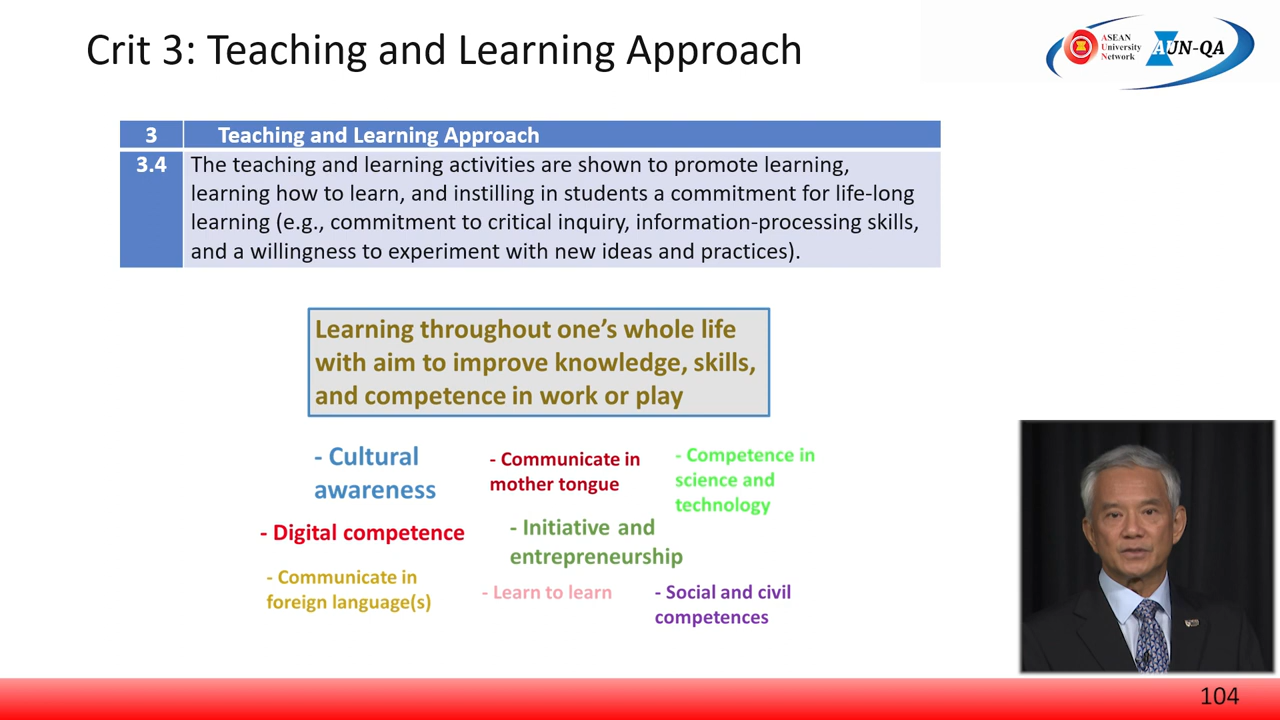 Crit 3: Teaching and Learning Approach
ASEAN
University
Network
AUN-QA
3 Teaching and Learning Approach
3.4 The teaching and learning activities are shown to promote learning,
learning how to learn, and instilling in students a commitment for life-long
learning (e.g., commitment to critical inquiry, information-processing skills,
and a willingness to experiment with new ideas and practices).
Learning throughout one’s whole life
with aim to improve knowledge, skills,
and competence in work or play
- Cultural
awareness
- Communicate in
mother tongue
- Competence in
science and
technology
- Digital competence
- Initiative and
entrepreneurship
- Communicate in
foreign language(s)
- Learn to learn
- Social and civil
competences
104